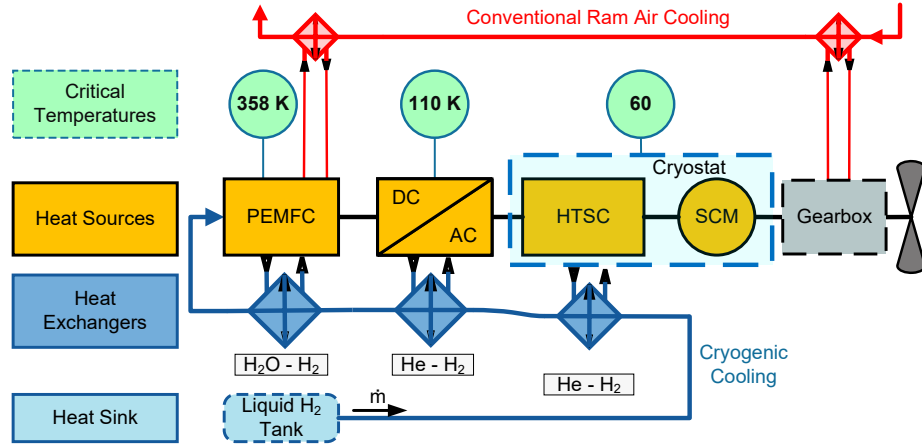 Conventional Ram Air Cooling
Critical
Temperatures
358 K
110 K
60
Cryostat
Heat Sources
PEMFC
DC
AC
HTSC
SCM
Gearbox
Heat
Exchangers
H₂O - H₂
He - H₂
He - H₂
Cryogenic
Cooling
Heat Sink
Liquid H₂
Tank
ṁ